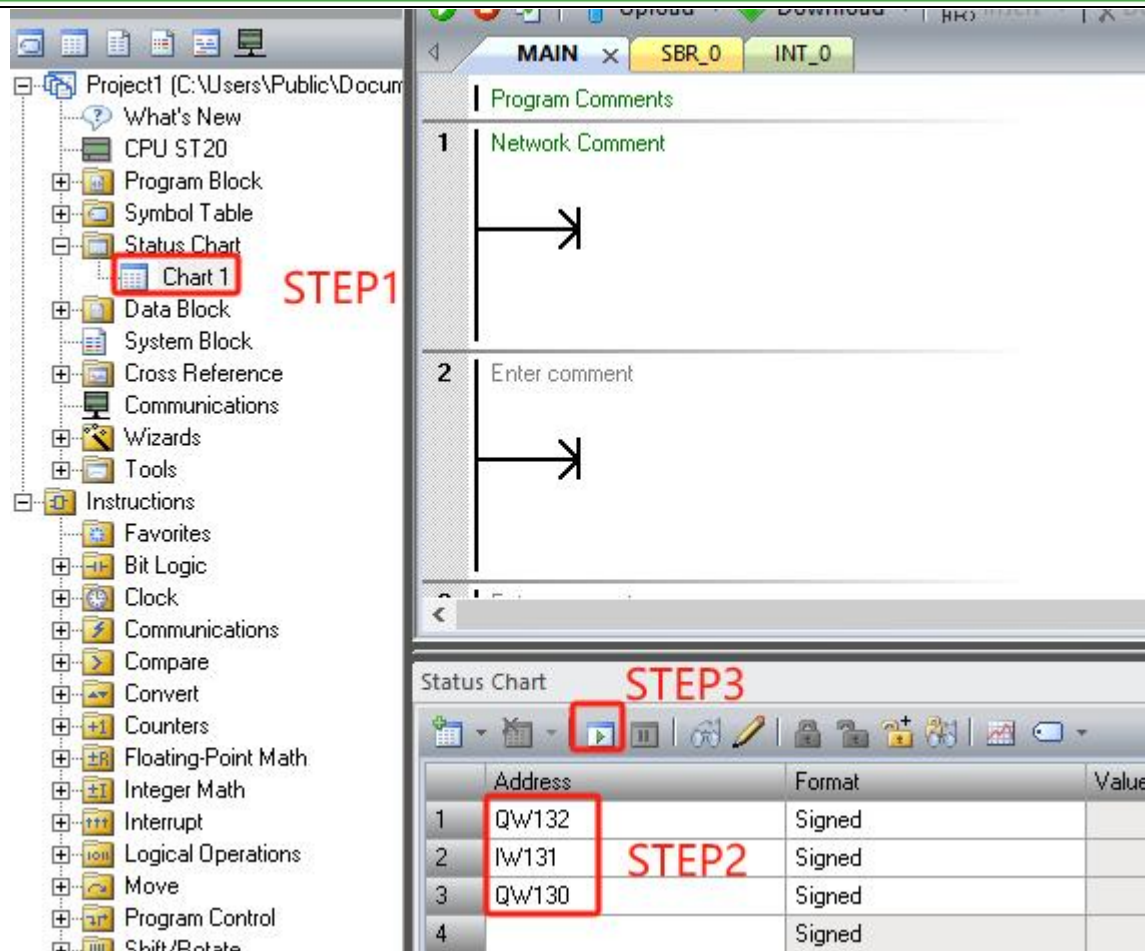 Upload
Download
Insert
MAIN
SBR_0
INT_0
Project1 (C:\Users\Public\Docum
What's New
CPU ST20
Program Block
Symbol Table
Status Chart
Chart 1
STEP1
Data Block
System Block
Cross Reference
Communications
Wizards
Tools
Instructions
Favorites
Bit Logic
Clock
Communications
Compare
Convert
Counters
Floating-Point Math
Integer Math
Interrupt
Logical Operations
Move
Program Control
Shift/Rotate
Program Comments
1 Network Comment
2 Enter comment
Status Chart
STEP3
Address Format Value
1 QW132 Signed
2 IW131 Signed
STEP2
3 QW130 Signed
4 Signed